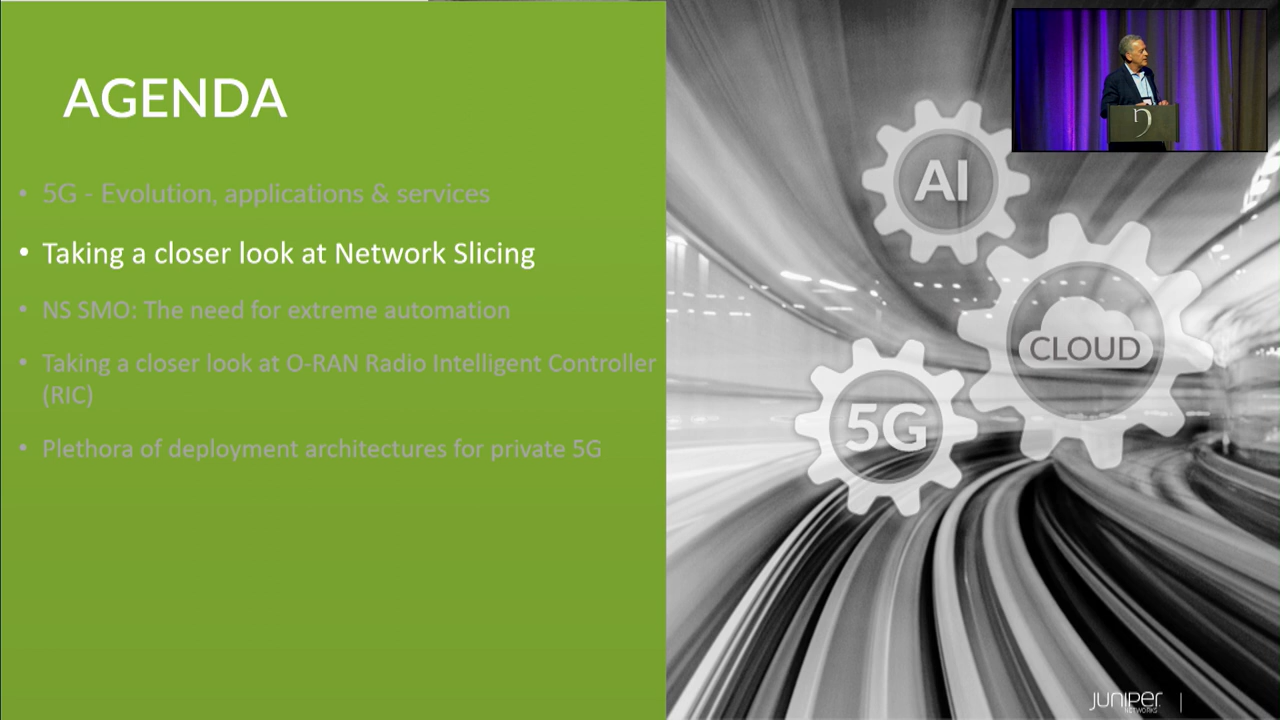 AGENDA
• 5G - Evolution, applications & services
• Taking a closer look at Network Slicing
• NS SMO: The need for extreme automation
• Taking a closer look at O-RAN Radio Intelligent Controller
(RIC)
• Plethora of deployment architectures for private 5G
AI
CLOUD
5G
JUNIPER
NETWORKS